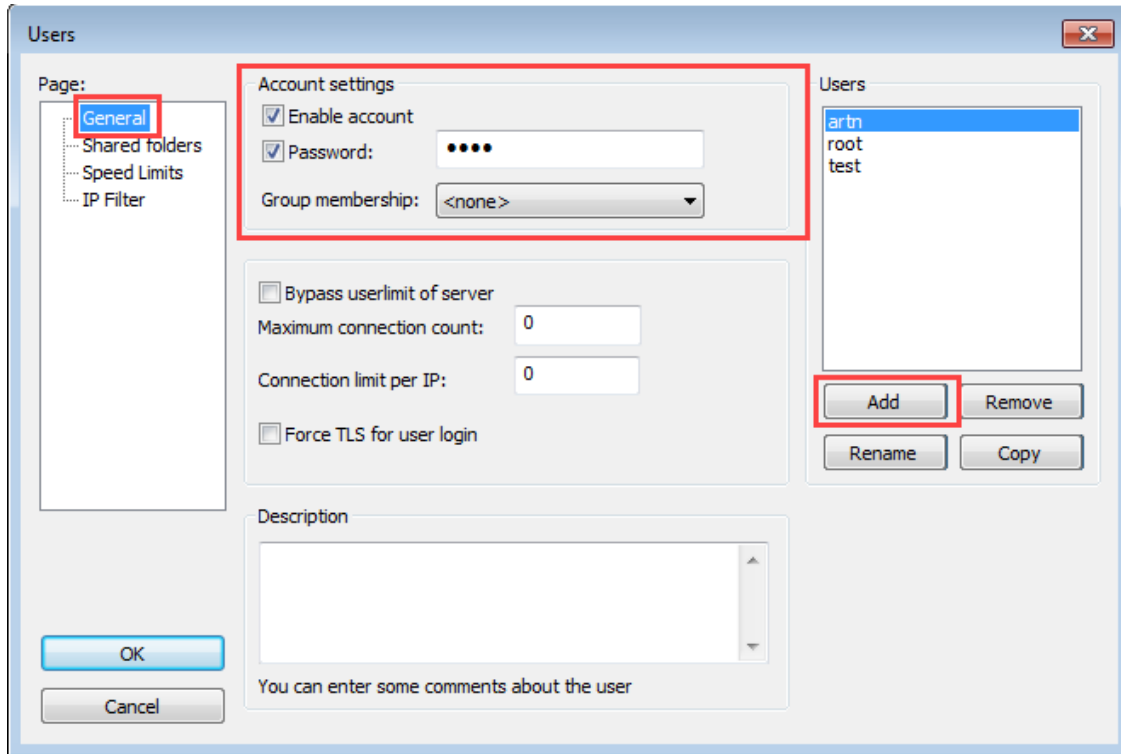 Users
Page:
General
Shared folders
Speed Limits
IP Filter
OK
Cancel
Account settings
Enable account
Password: ●●●●
Group membership: <none>
Bypass userlimit of server
Maximum connection count: 0
Connection limit per IP: 0
Force TLS for user login
Description
You can enter some comments about the user
Users
artn
root
test
Add Remove
Rename Copy